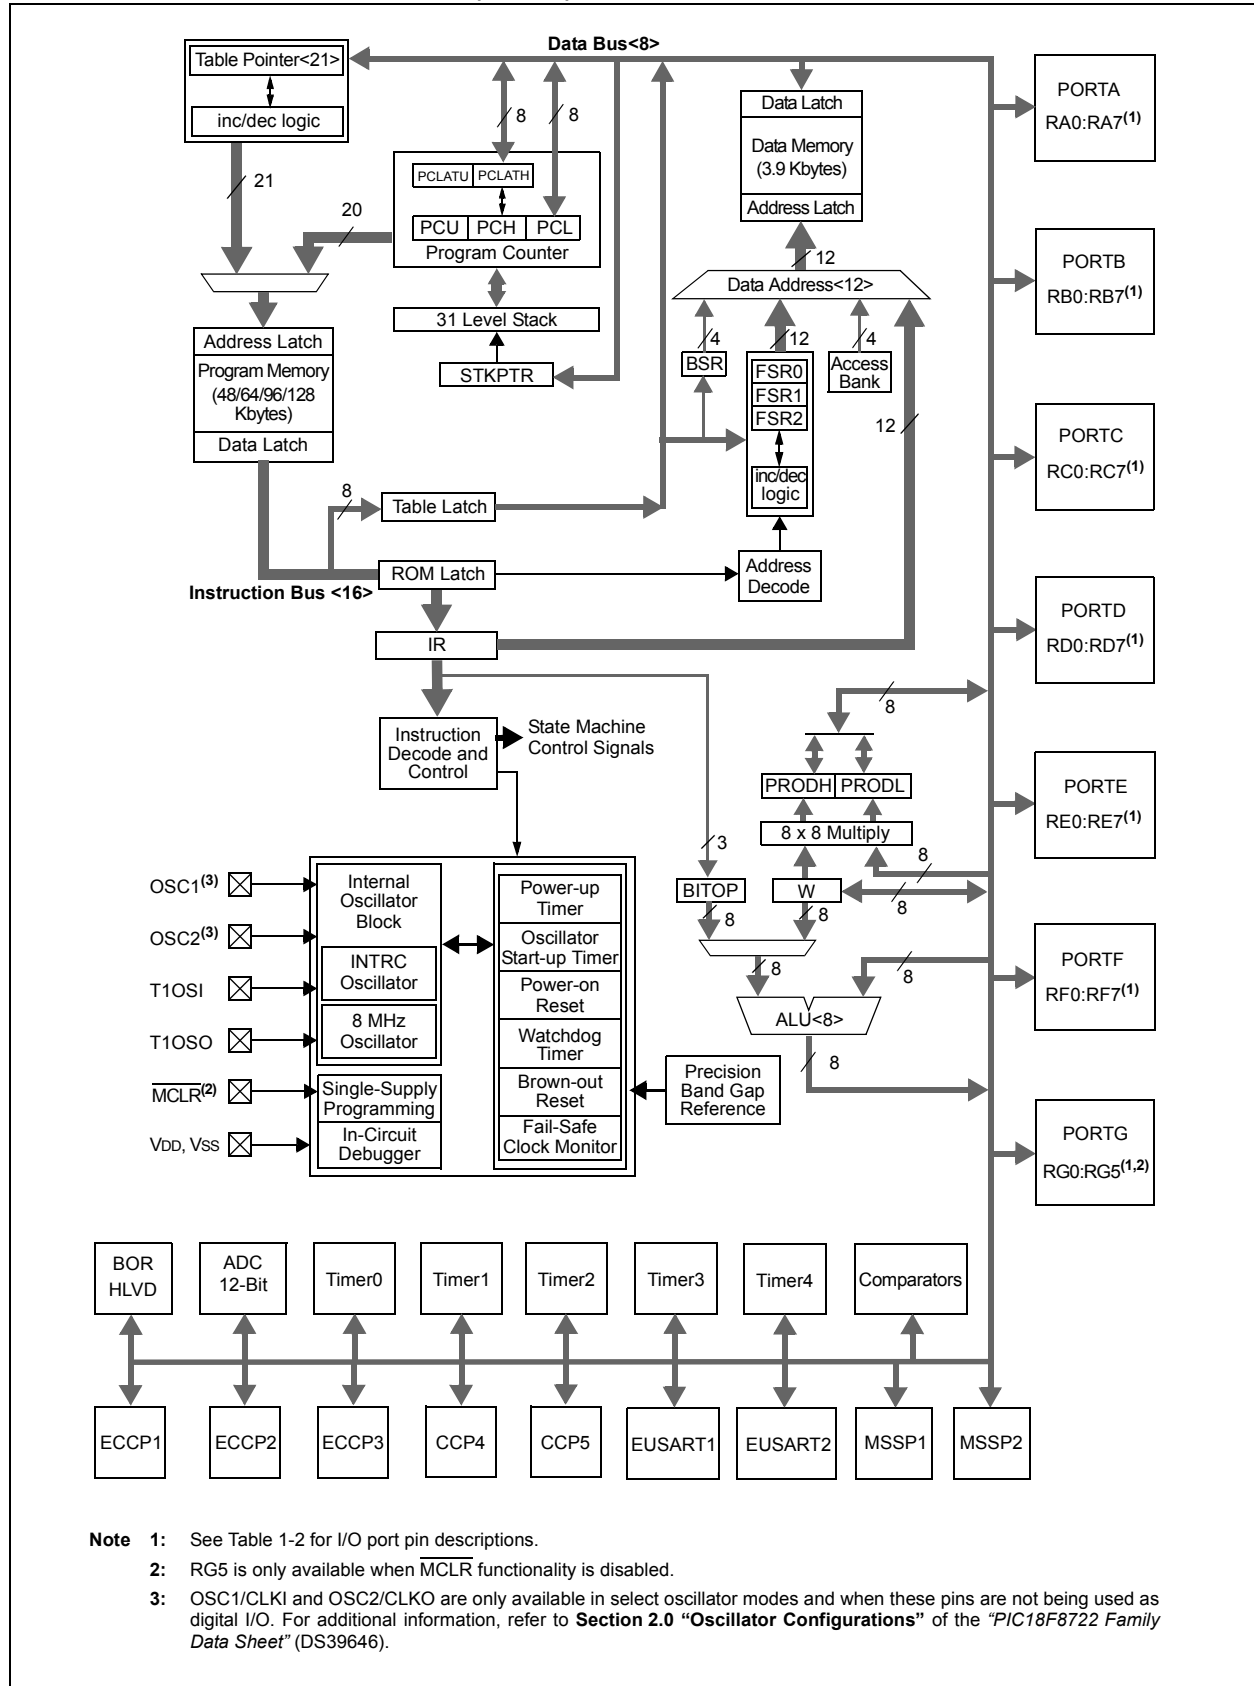 Data Bus<8>
Table Pointer<21>
inc/dec logic
21
20
8
8
PCLATU PCLATH
PCU PCH PCL
Program Counter
31 Level Stack
STKPTR
Data Latch
Data Memory
(3.9 Kbytes)
Address Latch
12
Data Address<12>
4
12
4
BSR
FSR0
FSR1
FSR2
inc/dec
logic
Access
Bank
12
Address
Decode
Address Latch
Program Memory
(48/64/96/128
Kbytes)
Data Latch
8
Table Latch
ROM Latch
Instruction Bus <16>
IR
Instruction
Decode and
Control
State Machine
Control Signals
8
PRODH PRODL
8 x 8 Multiply
3
8
BITOP
W
8
8
8
8
8
ALU<8>
8
OSC1(3)
OSC2(3)
T1OSI
T1OSO
MCLR(2)
VDD, VSS
Internal
Oscillator
Block
INTRC
Oscillator
8 MHz
Oscillator
Single-Supply
Programming
In-Circuit
Debugger
Power-up
Timer
Oscillator
Start-up Timer
Power-on
Reset
Watchdog
Timer
Brown-out
Reset
Fail-Safe
Clock Monitor
Precision
Band Gap
Reference
PORTA
RA0:RA7(1)
PORTB
RB0:RB7(1)
PORTC
RC0:RC7(1)
PORTD
RD0:RD7(1)
PORTE
RE0:RE7(1)
PORTF
RF0:RF7(1)
PORTG
RG0:RG5(1,2)
BOR
HLVD
ADC
12-Bit
Timer0
Timer1
Timer2
Timer3
Timer4
Comparators
ECCP1
ECCP2
ECCP3
CCP4
CCP5
EUSART1
EUSART2
MSSP1
MSSP2
Note 1: See Table 1-2 for I/O port pin descriptions.
2: RG5 is only available when MCLR functionality is disabled.
3: OSC1/CLKI and OSC2/CLKO are only available in select oscillator modes and when these pins are not being used as
digital I/O. For additional information, refer to Section 2.0 “Oscillator Configurations” of the “PIC18F8722 Family
Data Sheet” (DS39646).